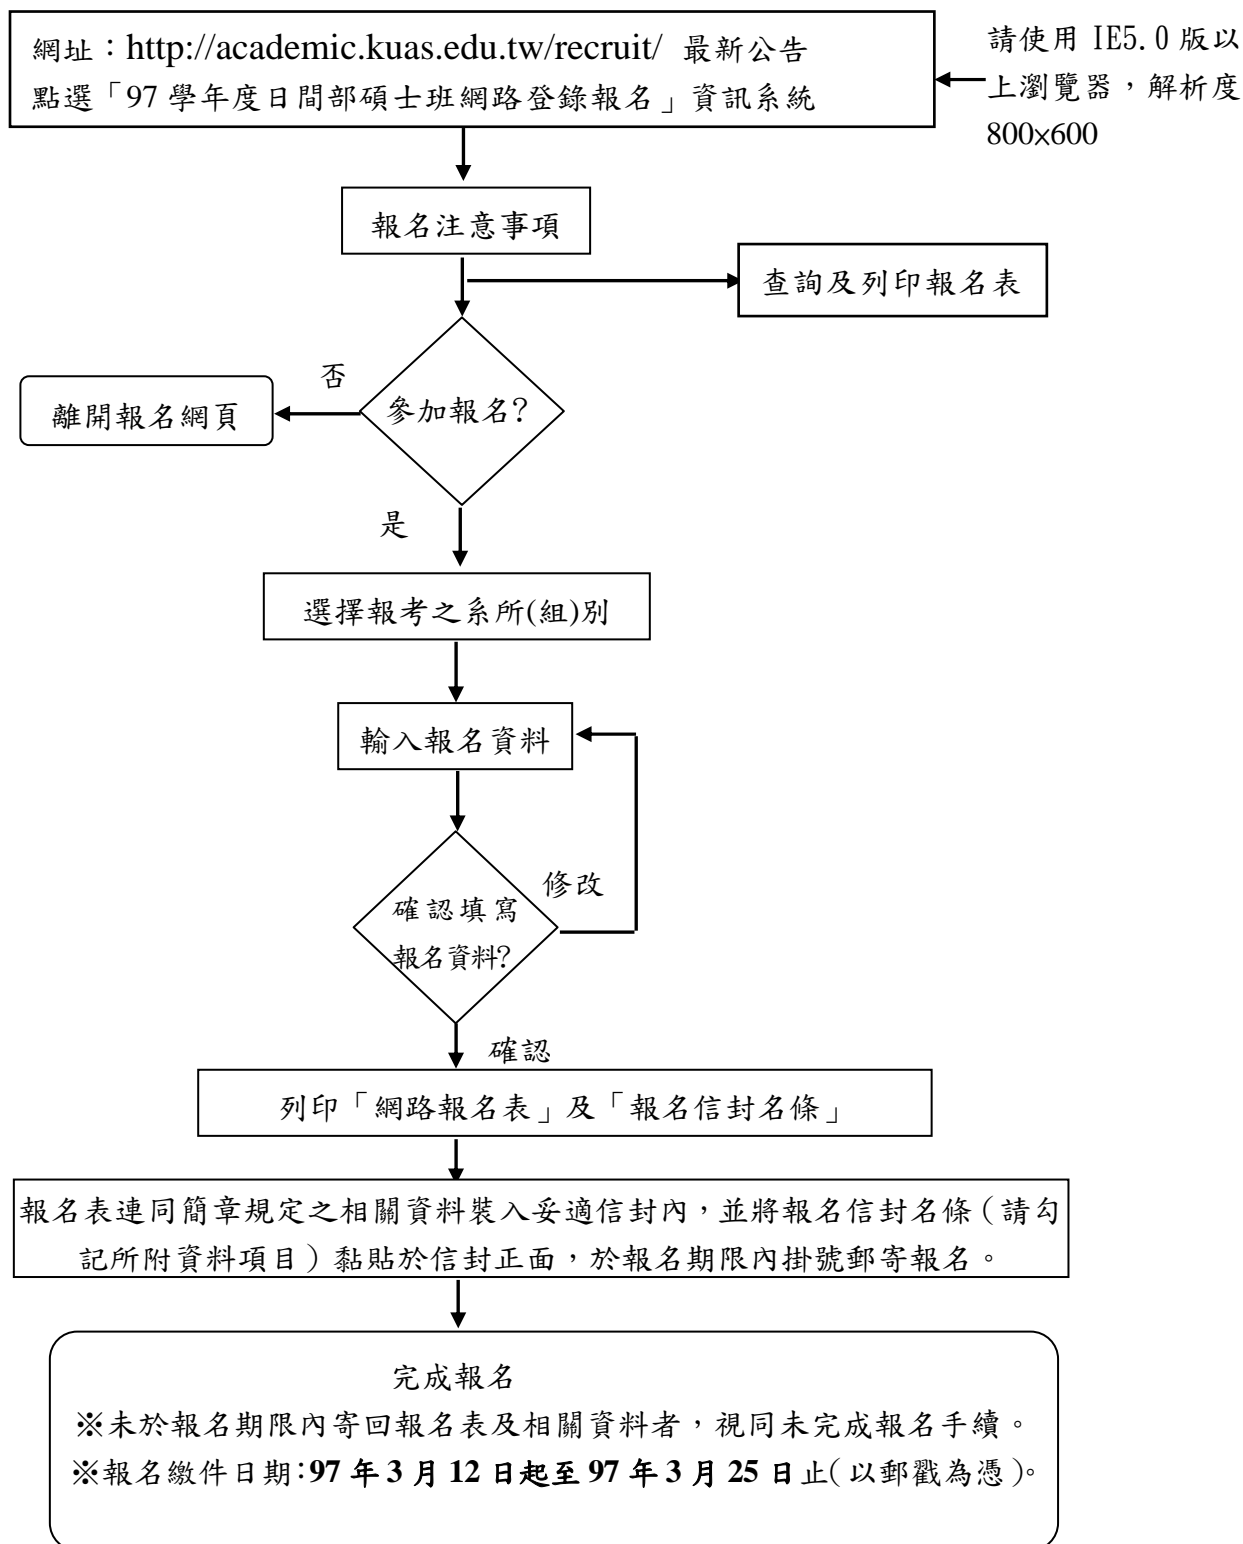 網址：http://academic.kuas.edu.tw/recruit/ 最新公告
點選「97 學年度日間部碩士班網路登錄報名」資訊系統
請使用 IE5.0 版以
上瀏覽器，解析度
800×600
報名注意事項
查詢及列印報名表
參加報名?
否
離開報名網頁
是
選擇報考之系所(組)別
輸入報名資料
確認填寫
報名資料?
修改
確認
列印「網路報名表」及「報名信封名條」
報名表連同簡章規定之相關資料裝入妥適信封內，並將報名信封名條（請勾
記所附資料項目）黏貼於信封正面，於報名期限內掛號郵寄報名。
完成報名
※未於報名期限內寄回報名表及相關資料者，視同未完成報名手續。
※報名繳件日期:97 年 3 月 12 日起至 97 年 3 月 25 日止(以郵戳為憑)。